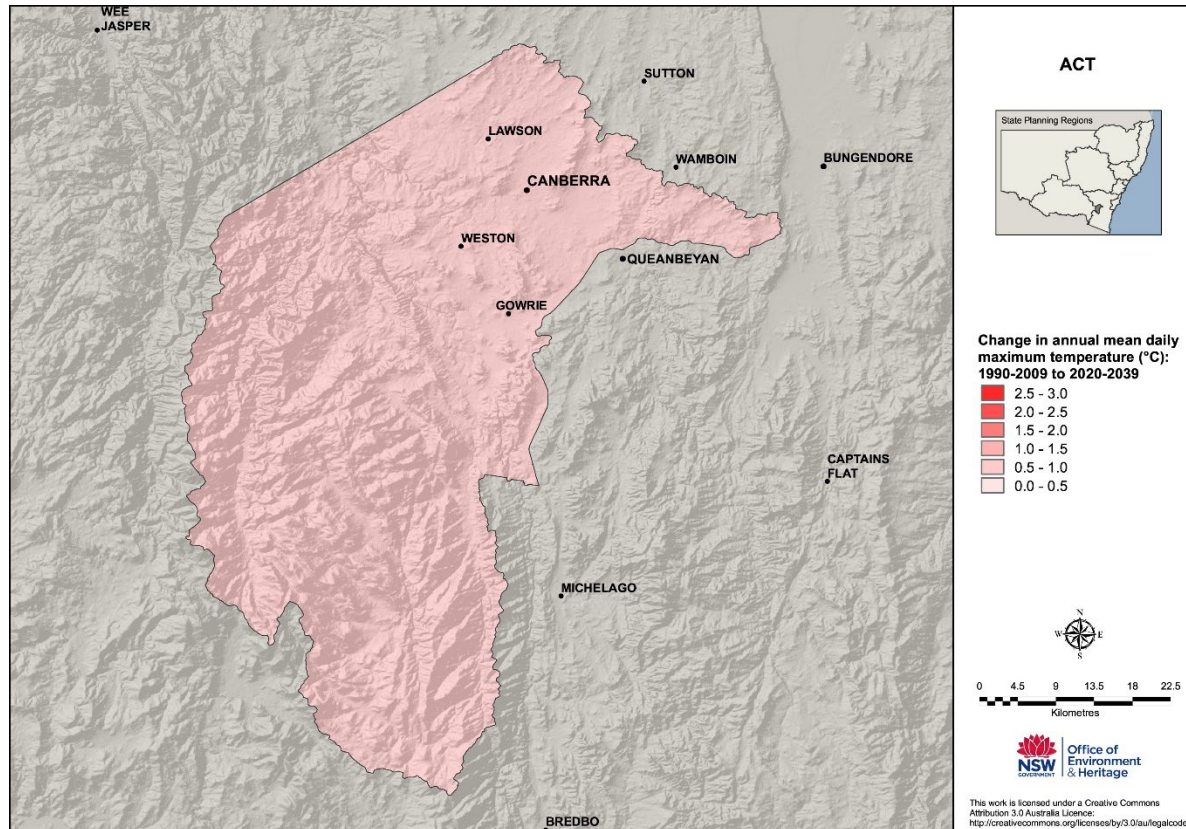 WEE
JASPER
SUTTON
LAWSON
WAMBOIN
BUNGENDORE
CANBERRA
WESTON
QUEANBEYAN
GOWRIE
CAPTAINS
FLAT
MICHELAGO
BREDBO
ACT
State Planning Regions
Change in annual mean daily
maximum temperature (°C):
1990-2009 to 2020-2039
2.5 - 3.0
2.0 - 2.5
1.5 - 2.0
1.0 - 1.5
0.5 - 1.0
0.0 - 0.5
N
W E
S
0 4.5 9 13.5 18 22.5
Kilometres
NSW
GOVERNMENT
Office of
Environment
& Heritage
This work is licensed under a Creative Commons
Attribution 3.0 Australia Licence:
http://creativecommons.org/licenses/by/3.0/au/legalcode